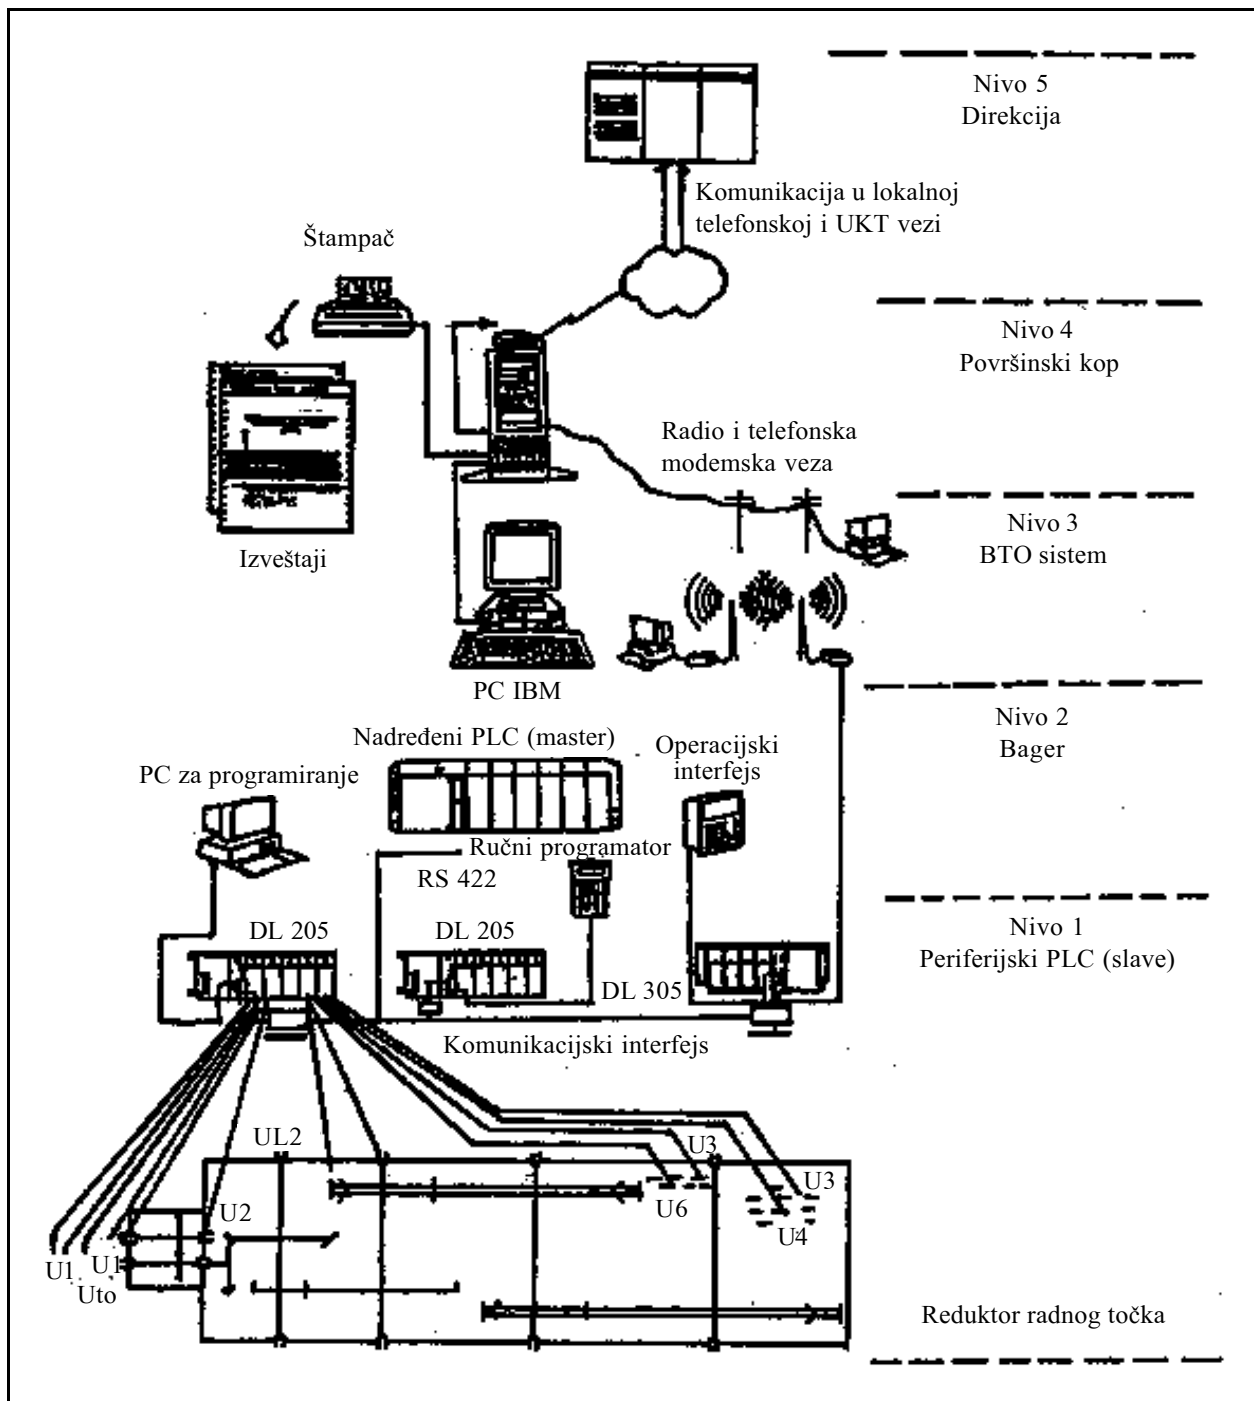 Nivo 5
Direkcija
Komunikacija u lokalnoj
telefonskoj i UKT vezi
Štampač
Nivo 4
Površinski kop
Radio i telefonska
modemska veza
Nivo 3
BTO sistem
Izveštaji
PC IBM
Nivo 2
Bager
Nadređeni PLC (master)
Operacijski
interfejs
PC za programiranje
Ručni programator
RS 422
Nivo 1
Periferijski PLC (slave)
DL 205
DL 205
DL 305
Komunikacijski interfejs
UL2
U3
U3
U6
U4
U2
U1
U1
Uto
Reduktor radnog točka